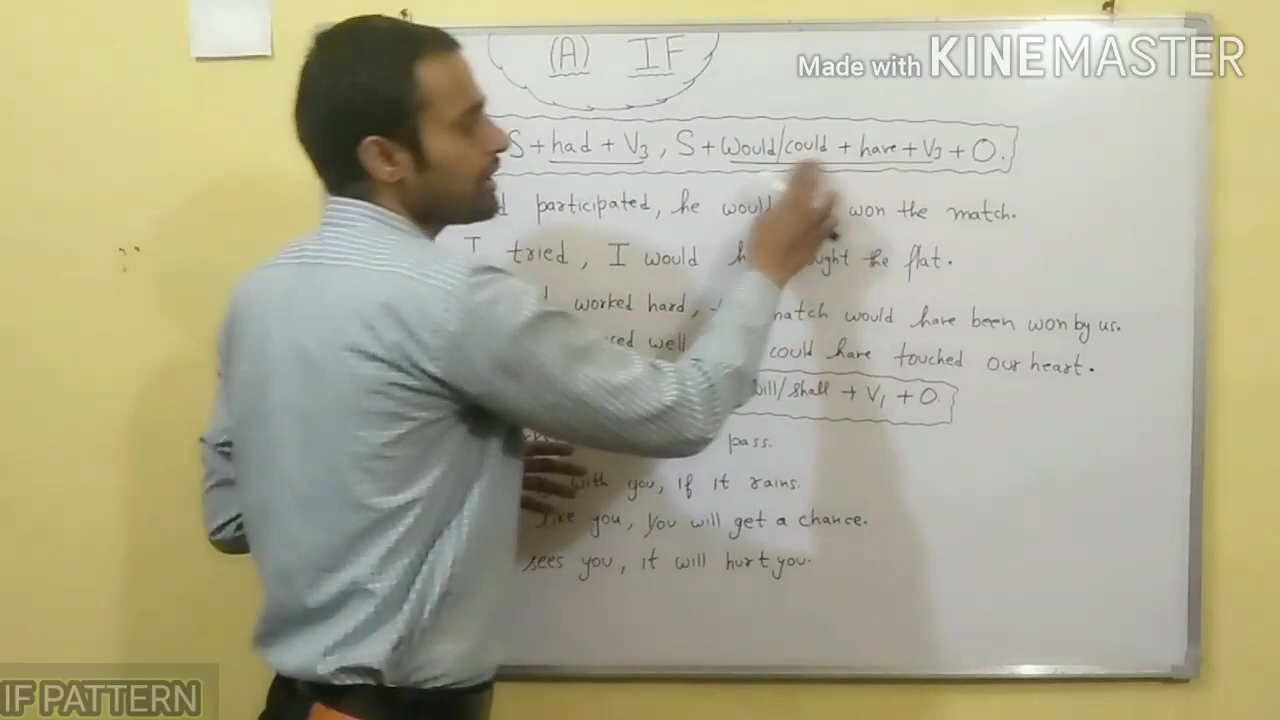 (A) IF
Made with KINEMASTER
S + had + V3, S + would/could + have + V3 + O.
participated, he would won the match.
I tried, I would the flat.
worked hard, match would have been won by us.
well could have touched our heart.
will/shall + V1 + O.
pass.
with you, if it rains.
like you, you will get a chance.
sees you, it will hurt you.
IF PATTERN